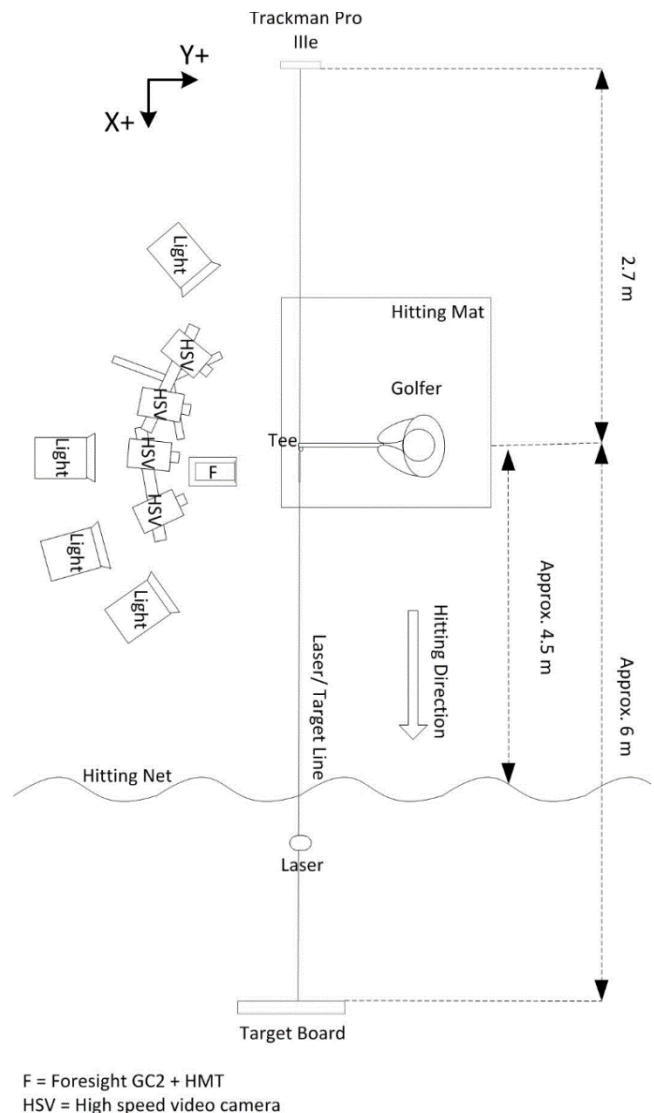 Trackman Pro
IIIe
Y+
X+
Light
2.7 m
Hitting Mat
HSV
Golfer
HSV
Tee
HSV
Light
F
HSV
Light
Light
Approx. 4.5 m
Hitting Direction
Laser/ Target Line
Approx. 6 m
Hitting Net
Laser
Target Board
F = Foresight GC2 + HMT
HSV = High speed video camera